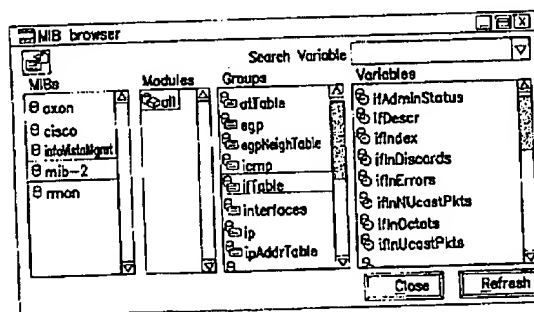 MIB browser
Search Variable
MIBs
axon
cisco
infoVistaMgmt
mib-2
rmon
Modules
all
Groups
atTable
egp
egpNeighTable
icmp
ifTable
interfaces
ip
ipAddrTable
Variables
ifAdminStatus
ifDescr
ifIndex
ifInDiscards
ifInErrors
ifInNUcastPkts
ifInOctets
ifInUcastPkts
Close
Refresh